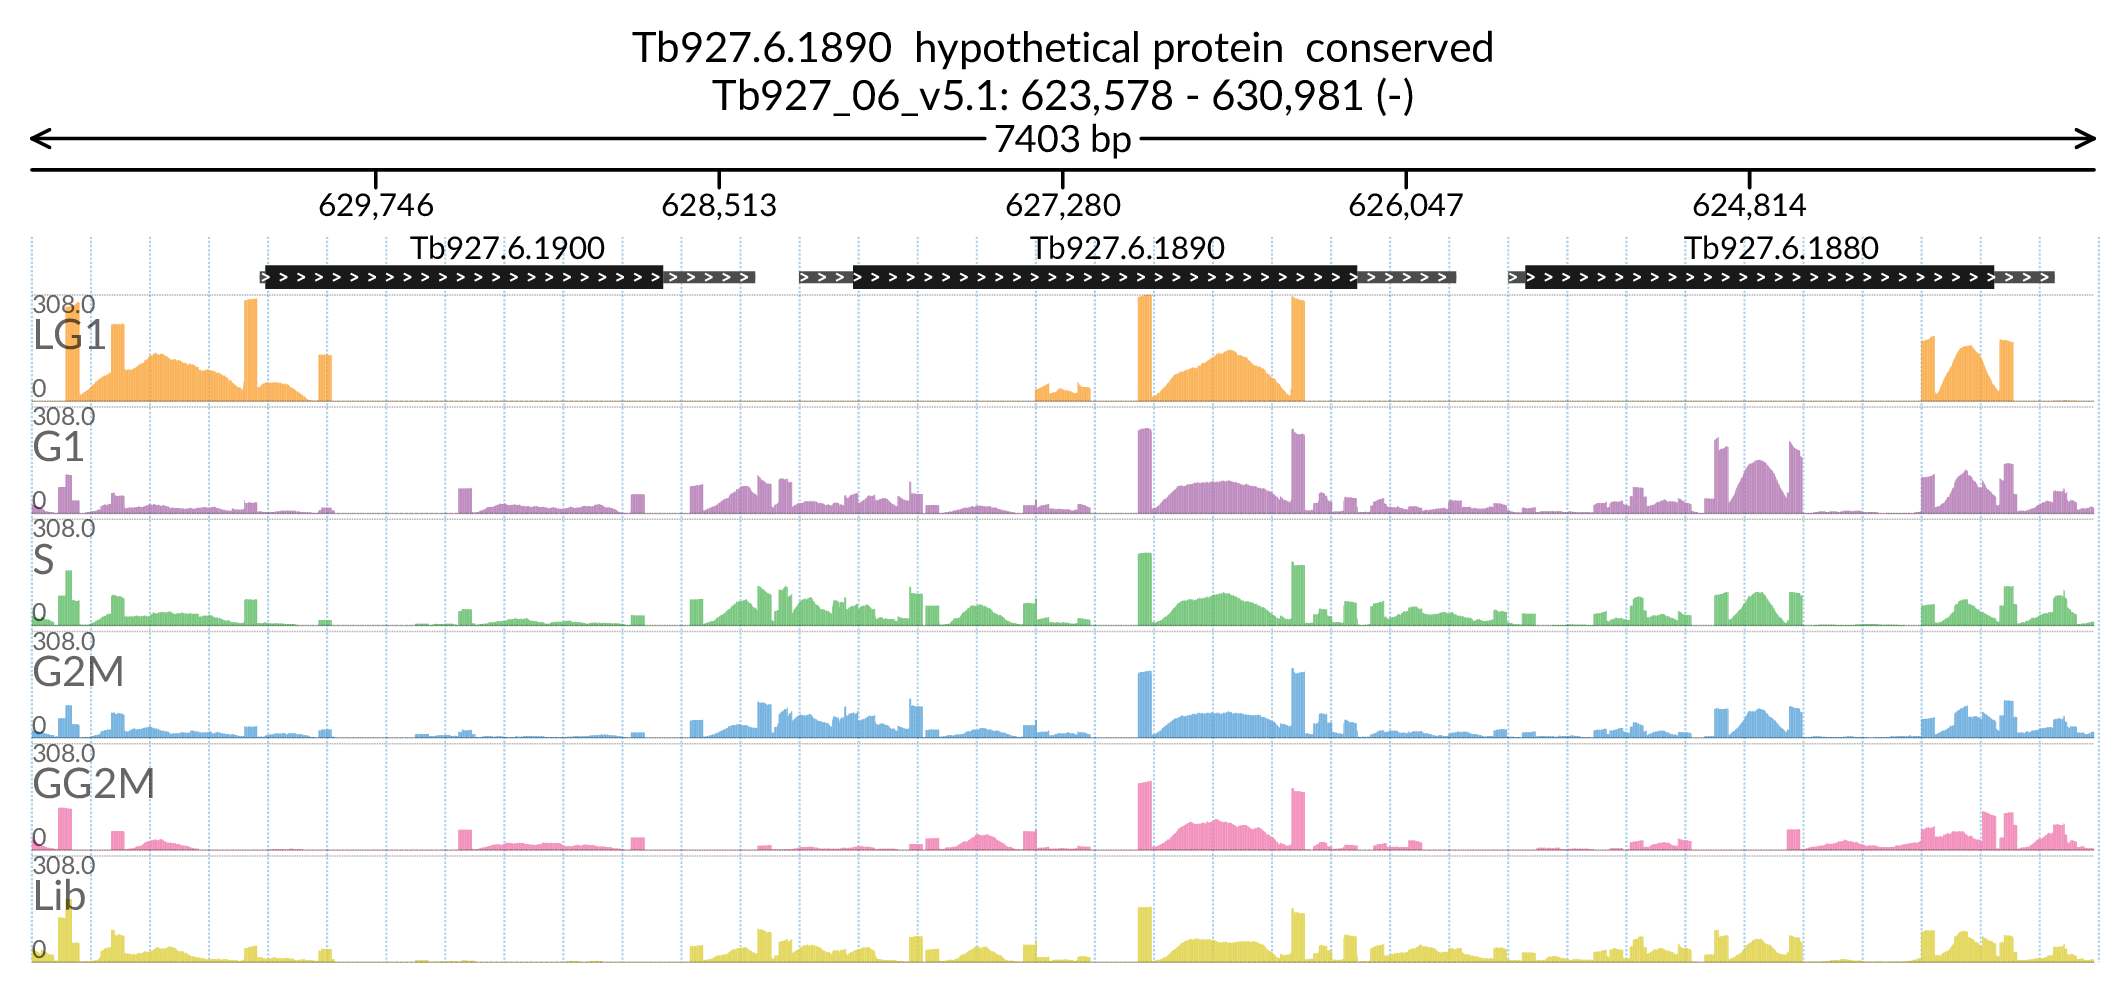 Tb927.6.1890 hypothetical protein conserved
Tb927_06_v5.1: 623,578 - 630,981 (-)
7403 bp
629,746 628,513 627,280 626,047 624,814
Tb927.6.1900 Tb927.6.1890 Tb927.6.1880
308.0
LG1
0
308.0
G1
0
308.0
S
0
308.0
G2M
0
308.0
GG2M
0
308.0
Lib
0